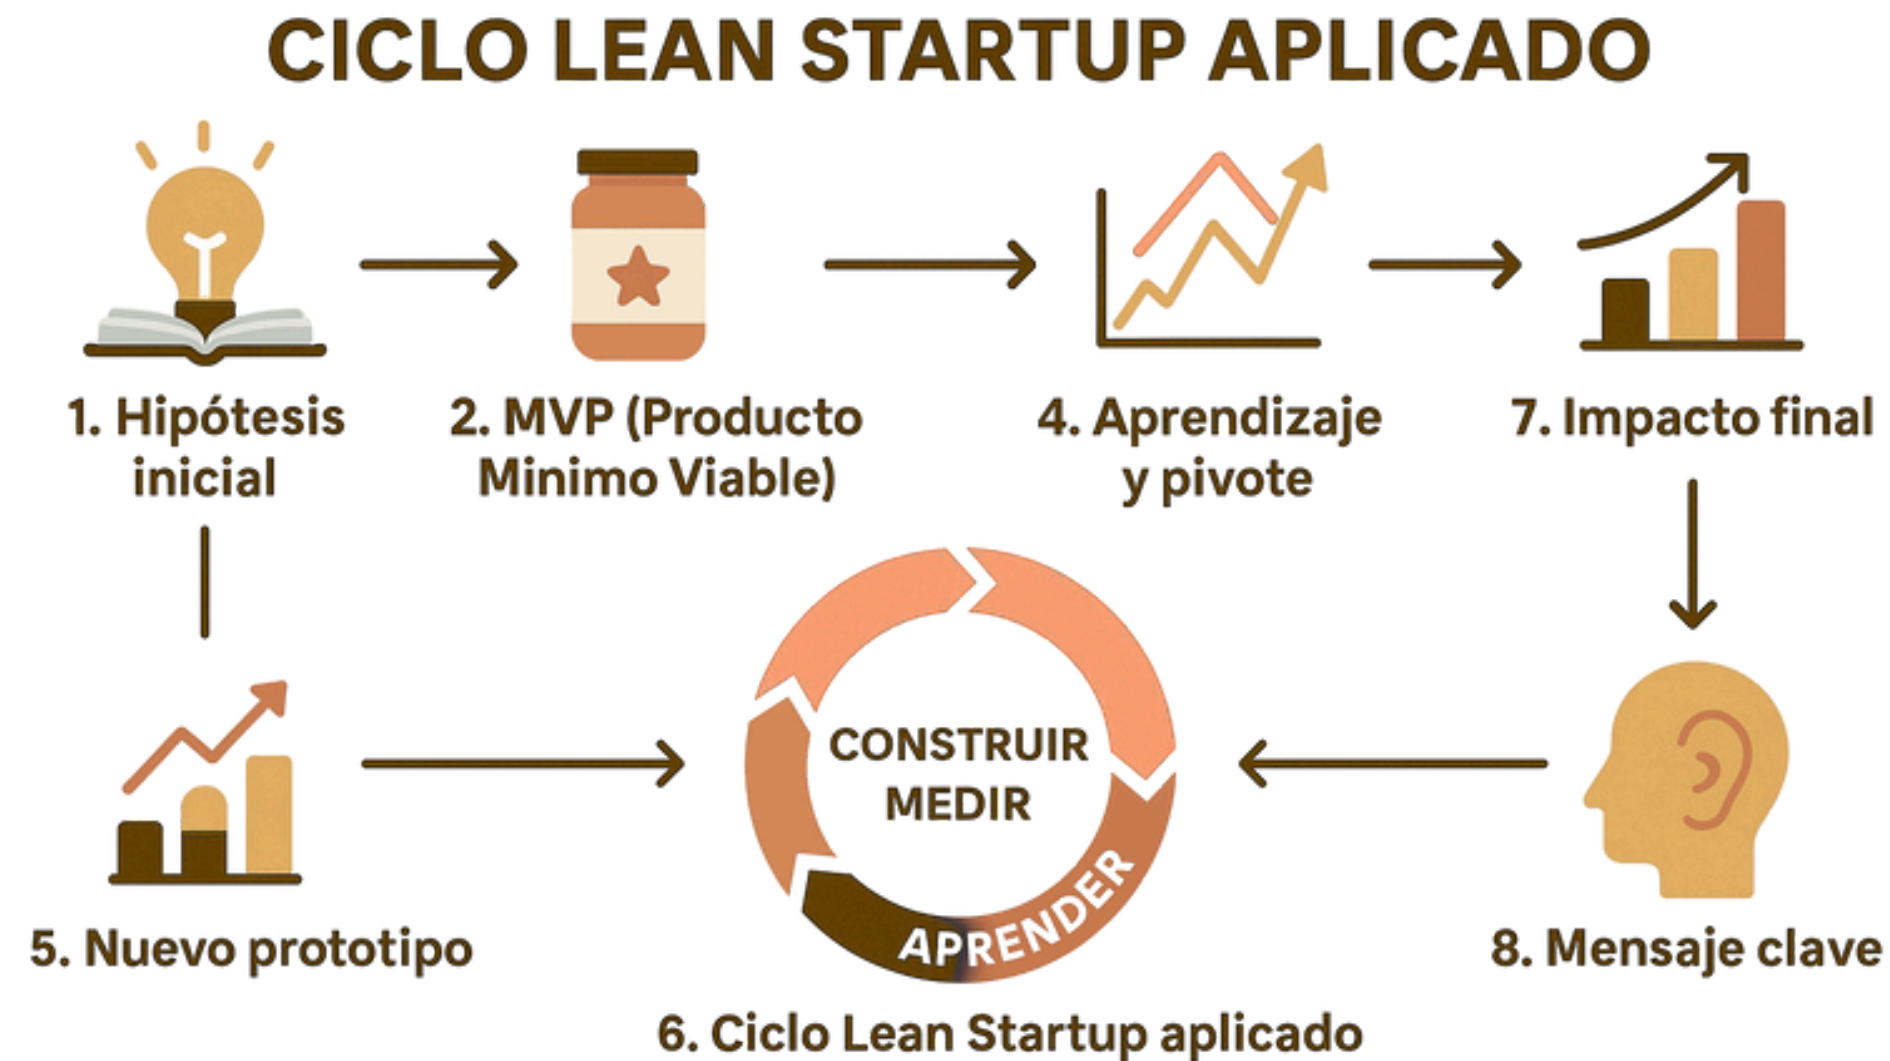 CICLO LEAN STARTUP APLICADO
1. Hipótesis
inicial
2. MVP (Producto
Minimo Viable)
4. Aprendizaje
y pivote
7. Impacto final
CONSTRUIR
MEDIR
APRENDER
5. Nuevo prototipo
8. Mensaje clave
6. Ciclo Lean Startup aplicado